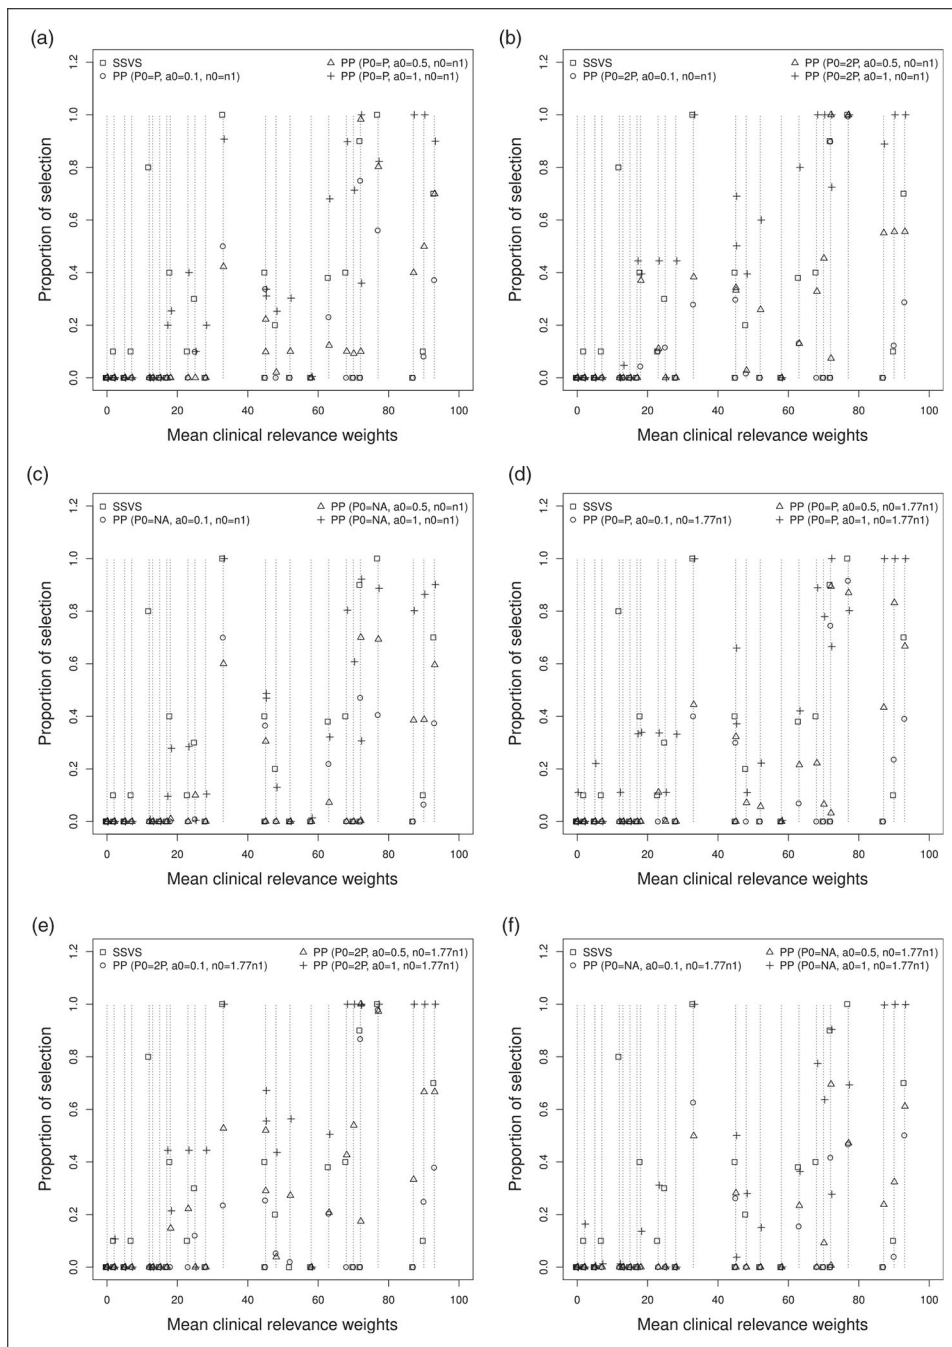 (a)
□ SSVS
○ PP (P0=P, a0=0.1, n0=n1)
△ PP (P0=P, a0=0.5, n0=n1)
+ PP (P0=P, a0=1, n0=n1)
Proportion of selection
1.2
1.0
0.8
0.6
0.4
0.2
0.0
0 20 40 60 80 100
Mean clinical relevance weights
(b)
□ SSVS
○ PP (P0=2P, a0=0.1, n0=n1)
△ PP (P0=2P, a0=0.5, n0=n1)
+ PP (P0=2P, a0=1, n0=n1)
Proportion of selection
1.2
1.0
0.8
0.6
0.4
0.2
0.0
0 20 40 60 80 100
Mean clinical relevance weights
(c)
□ SSVS
○ PP (P0=NA, a0=0.1, n0=n1)
△ PP (P0=NA, a0=0.5, n0=n1)
+ PP (P0=NA, a0=1, n0=n1)
Proportion of selection
1.2
1.0
0.8
0.6
0.4
0.2
0.0
0 20 40 60 80 100
Mean clinical relevance weights
(d)
□ SSVS
○ PP (P0=P, a0=0.1, n0=1.77n1)
△ PP (P0=P, a0=0.5, n0=1.77n1)
+ PP (P0=P, a0=1, n0=1.77n1)
Proportion of selection
1.2
1.0
0.8
0.6
0.4
0.2
0.0
0 20 40 60 80 100
Mean clinical relevance weights
(e)
□ SSVS
○ PP (P0=2P, a0=0.1, n0=1.77n1)
△ PP (P0=2P, a0=0.5, n0=1.77n1)
+ PP (P0=2P, a0=1, n0=1.77n1)
Proportion of selection
1.2
1.0
0.8
0.6
0.4
0.2
0.0
0 20 40 60 80 100
Mean clinical relevance weights
(f)
□ SSVS
○ PP (P0=NA, a0=0.1, n0=1.77n1)
△ PP (P0=NA, a0=0.5, n0=1.77n1)
+ PP (P0=NA, a0=1, n0=1.77n1)
Proportion of selection
1.2
1.0
0.8
0.6
0.4
0.2
0.0
0 20 40 60 80 100
Mean clinical relevance weights